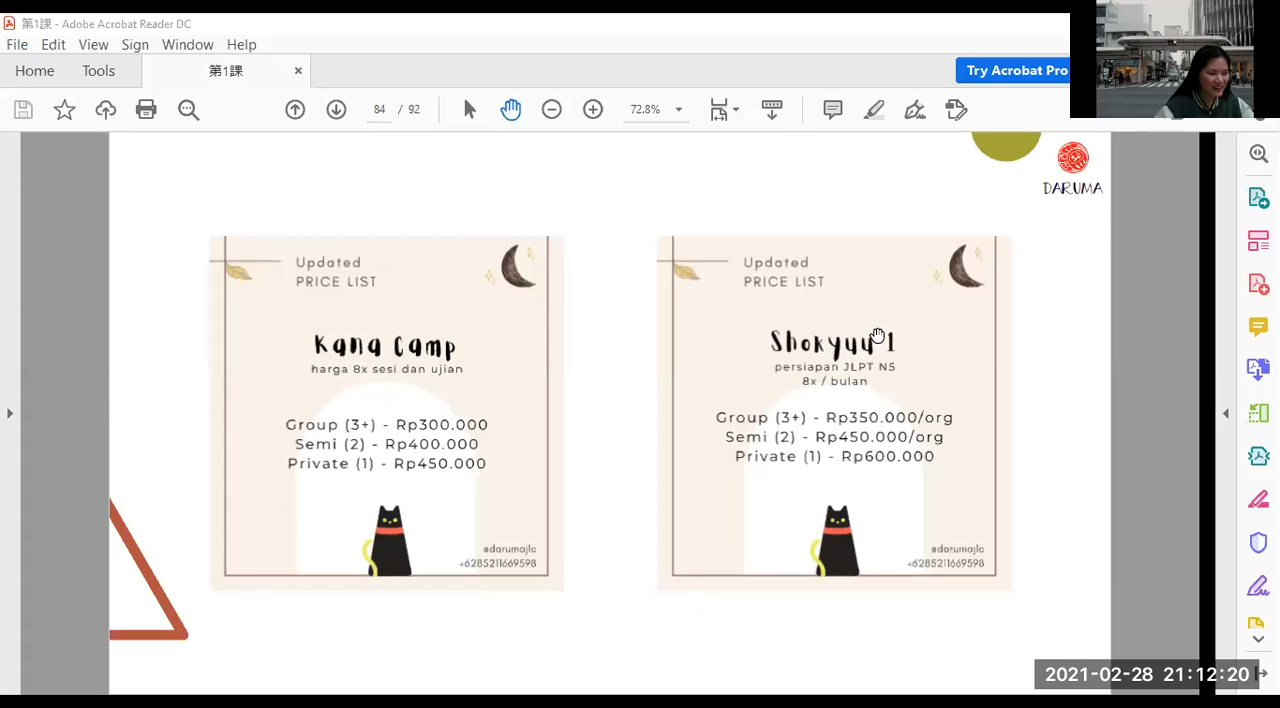 第1課 - Adobe Acrobat Reader DC
File Edit View Sign Window Help
Home Tools 第1課 ×
Try Acrobat Pro
84 / 92 72.8%
DARUMA
Updated
PRICE LIST
Kana Camp
harga 8x sesi dan ujian
Group (3+) - Rp300.000
Semi (2) - Rp400.000
Private (1) - Rp450.000
@darumajlc
+6285211669598
Updated
PRICE LIST
Shokyuu 1
persiapan JLPT N5
8x / bulan
Group (3+) - Rp350.000/org
Semi (2) - Rp450.000/org
Private (1) - Rp600.000
@darumajlc
+6285211669598
2021-02-28 21:12:20